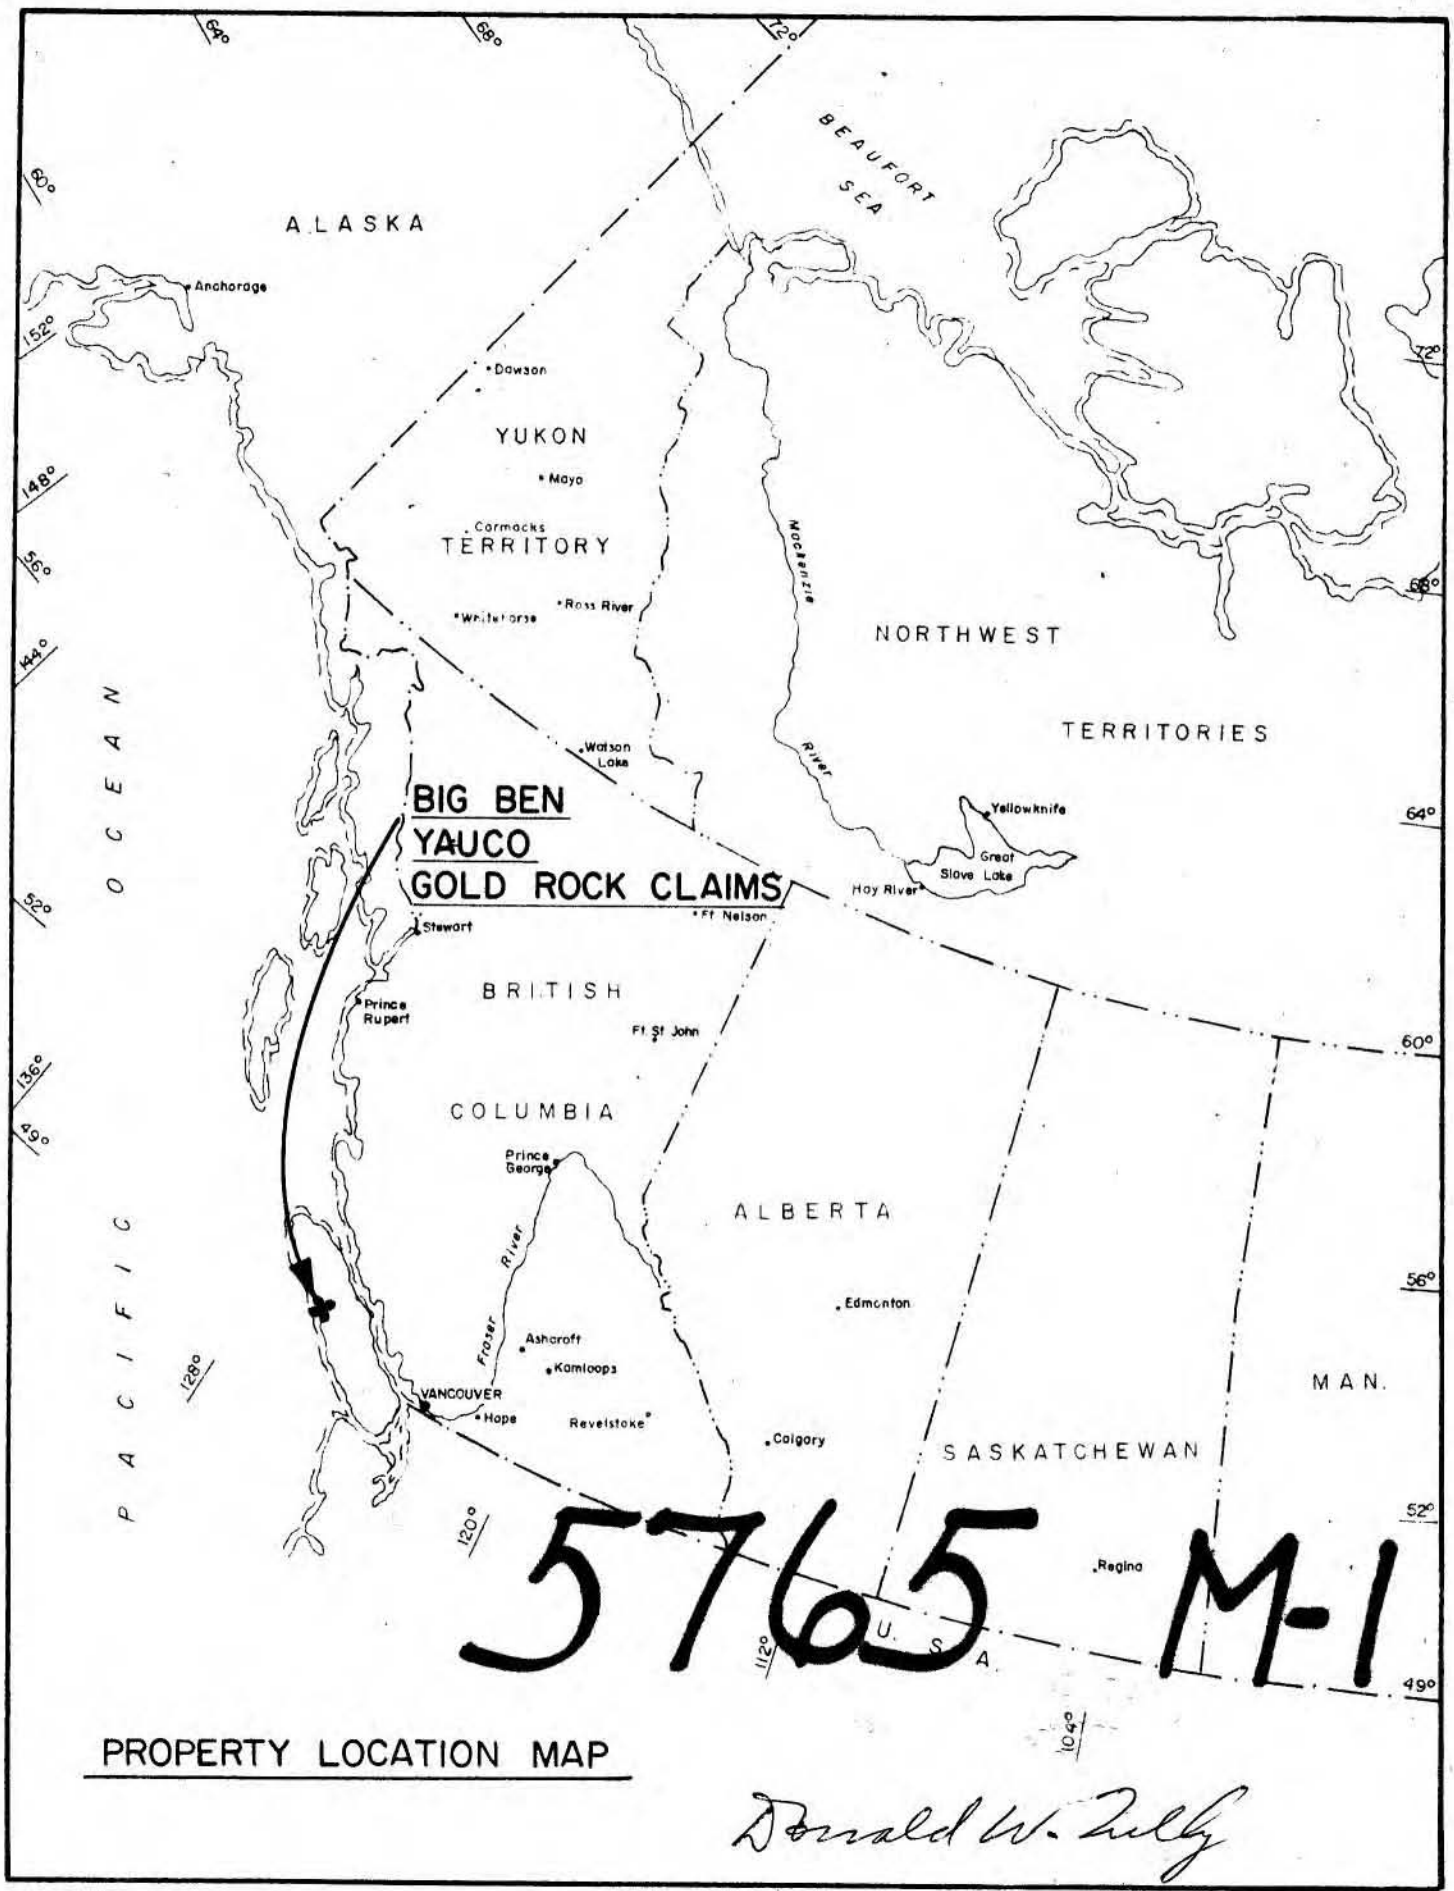 64°
68°
72°
BEAUFORT
SEA
60°
ALASKA
Anchorage
152°
72°
Dawson
YUKON
Mayo
148°
Carmacks
TERRITORY
56°
68°
Mackenzie
Ross River
Whitehorse
NORTHWEST
144°
TERRITORIES
OCEAN
Watson
Lake
River
BIG BEN
YAUCO
GOLD ROCK CLAIMS
Yellowknife
64°
Great
Slave Lake
Hay River
52°
Ft Nelson
Stewart
BRITISH
Prince
Rupert
Ft. St John
60°
136°
COLUMBIA
49°
Prince
George
ALBERTA
PACIFIC
River
56°
Edmonton
Fraser
Ashcroft
Kamloops
128°
MAN.
VANCOUVER
Hope
Revelstoke
Calgary
SASKATCHEWAN
52°
120°
5765 M-1
Regina
U. S. A.
112°
49°
104°
PROPERTY LOCATION MAP
Donald W. Tully